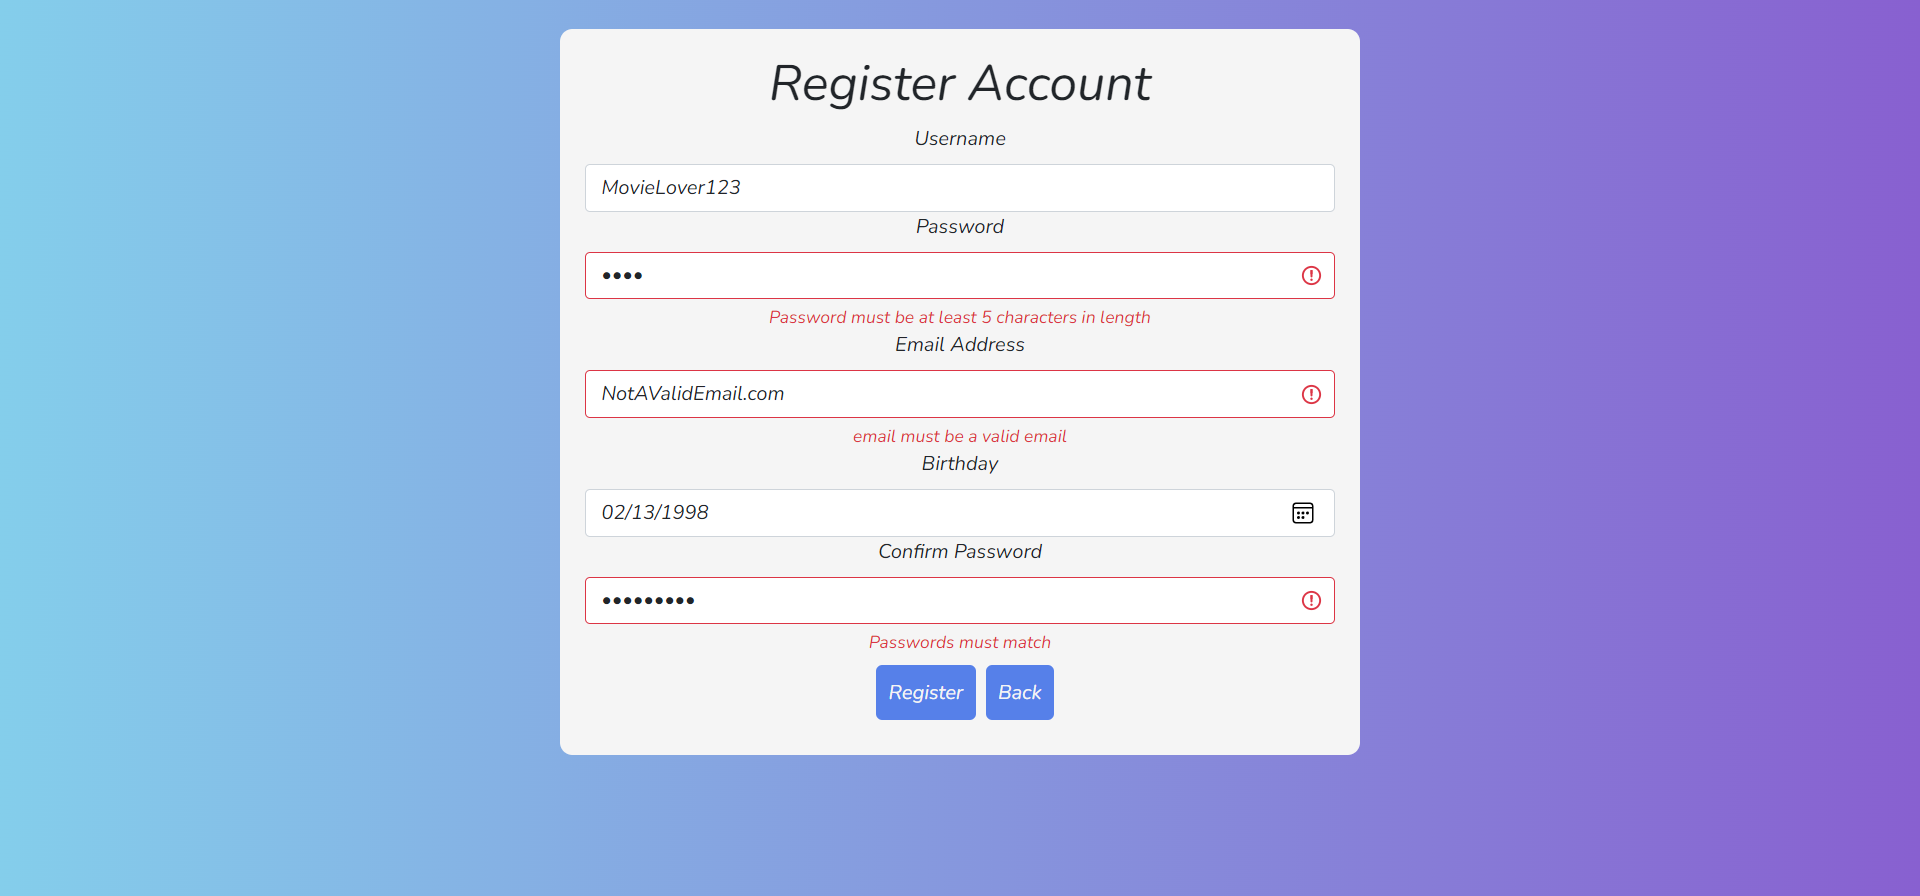 Register Account
Username
MovieLover123
Password
••••
Password must be at least 5 characters in length
Email Address
NotAValidEmail.com
email must be a valid email
Birthday
02/13/1998
Confirm Password
•••••••••
Passwords must match
Register Back